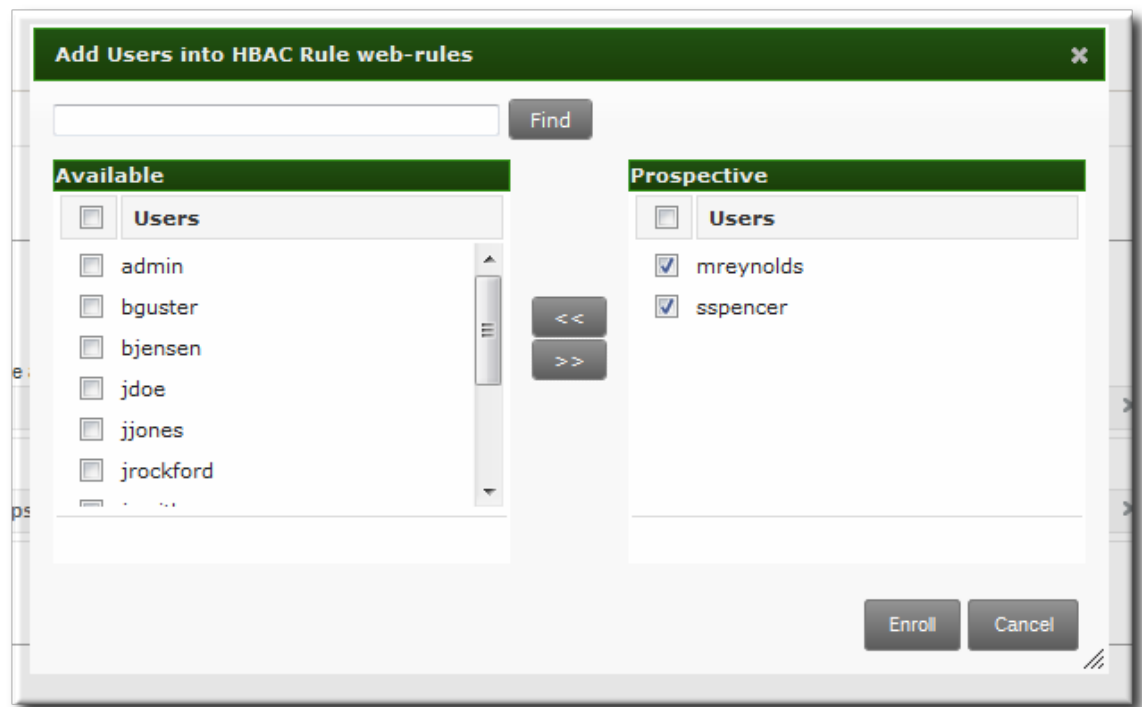 Add Users into HBAC Rule web-rules
Find
Available
Users
admin
bguster
bjensen
jdoe
jjones
jrockford
<<
>>
Prospective
Users
mreynolds
sspencer
Enroll
Cancel
e
ps